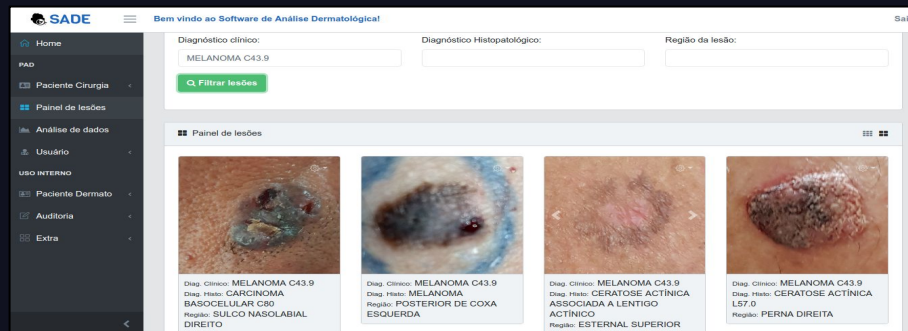 SADE
Bem vindo ao Software de Análise Dermatológica!
Sai
Home
PAD
Paciente Cirurgia
Painel de lesões
Análise de dados
Usuário
USO INTERNO
Paciente Dermato
Auditoria
Extra
Diagnóstico clínico:
Diagnóstico Histopatológico:
Região da lesão:
MELANOMA C43.9
Filtrar lesões
Painel de lesões
Diag. Clínico: MELANOMA C43.9
Diag. Histo: CARCINOMA
BASOCELULAR C80
Região: SULCO NASOLABIAL
DIREITO
Diag. Clínico: MELANOMA C43.9
Diag. Histo: MELANOMA
Região: POSTERIOR DE COXA
ESQUERDA
Diag. Clínico: MELANOMA C43.9
Diag. Histo: CERATOSE ACTÍNICA
ASSOCIADA A LENTIGO
ACTÍNICO
Região: ESTERNAL SUPERIOR
Diag. Clínico: MELANOMA C43.9
Diag. Histo: CERATOSE ACTÍNICA
L57.0
Região: PERNA DIREITA